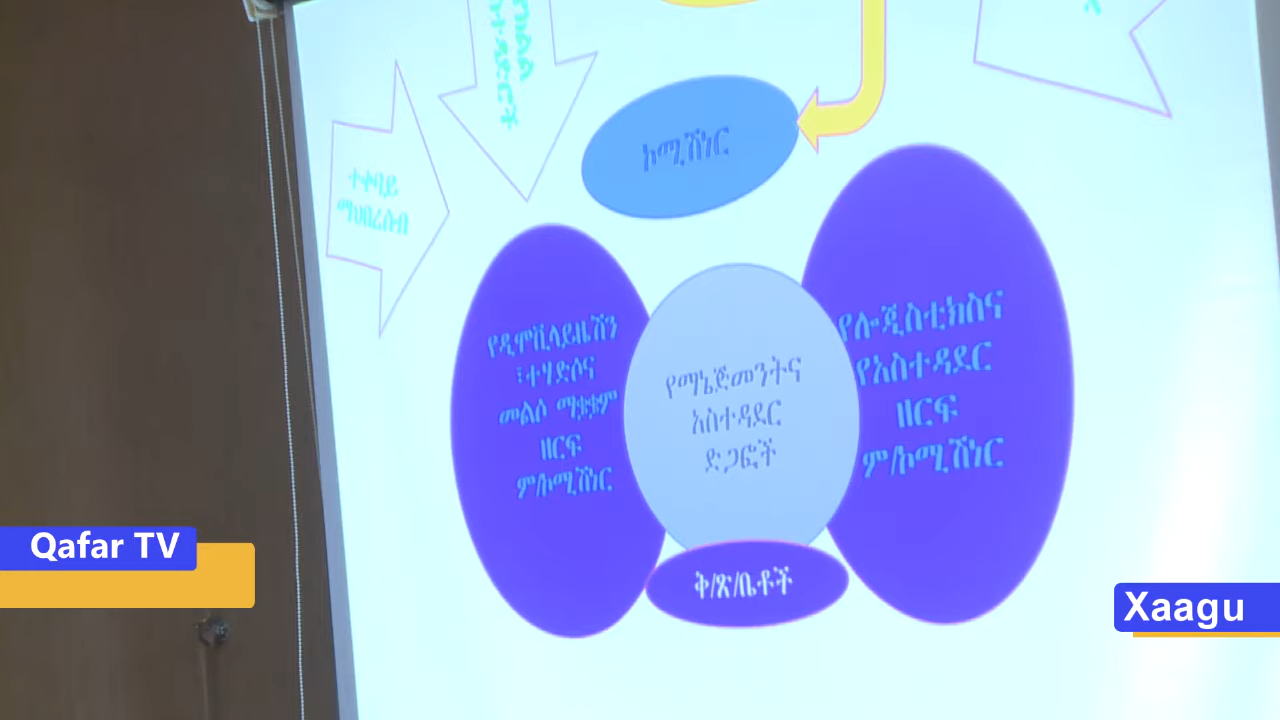 ተቀባይ
ማህበረሰብ
ኮሚሽነር
የዲሞቪላይዜሽን
፣ተሃድሶና
መልሶ ማቋቋም
ዘርፍ
ም/ኮሚሽነር
የማኔጅመንትና
አስተዳደር
ድጋፎች
የሎጂስቲክስና
የአስተዳደር
ዘርፍ
ም/ኮሚሽነር
ቅ/ጽ/ቤቶች
Qafar TV
Xaagu